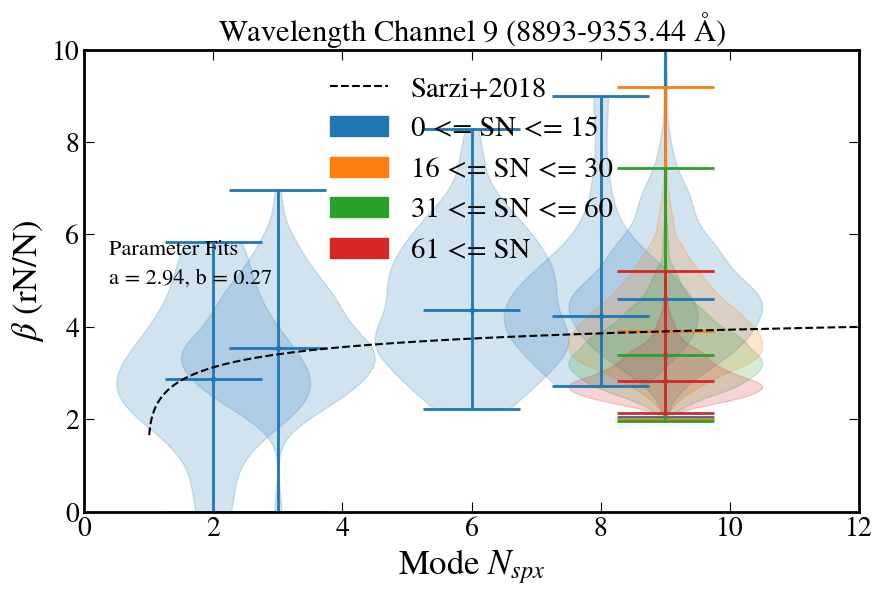 Wavelength Channel 9 (8893-9353.44 Å)
10
8
6
4
2
0
β (rN/N)
Sarzi+2018
0 <= SN <= 15
16 <= SN <= 30
31 <= SN <= 60
61 <= SN
Parameter Fits
a = 2.94, b = 0.27
0 2 4 6 8 10 12
Mode N_{spx}